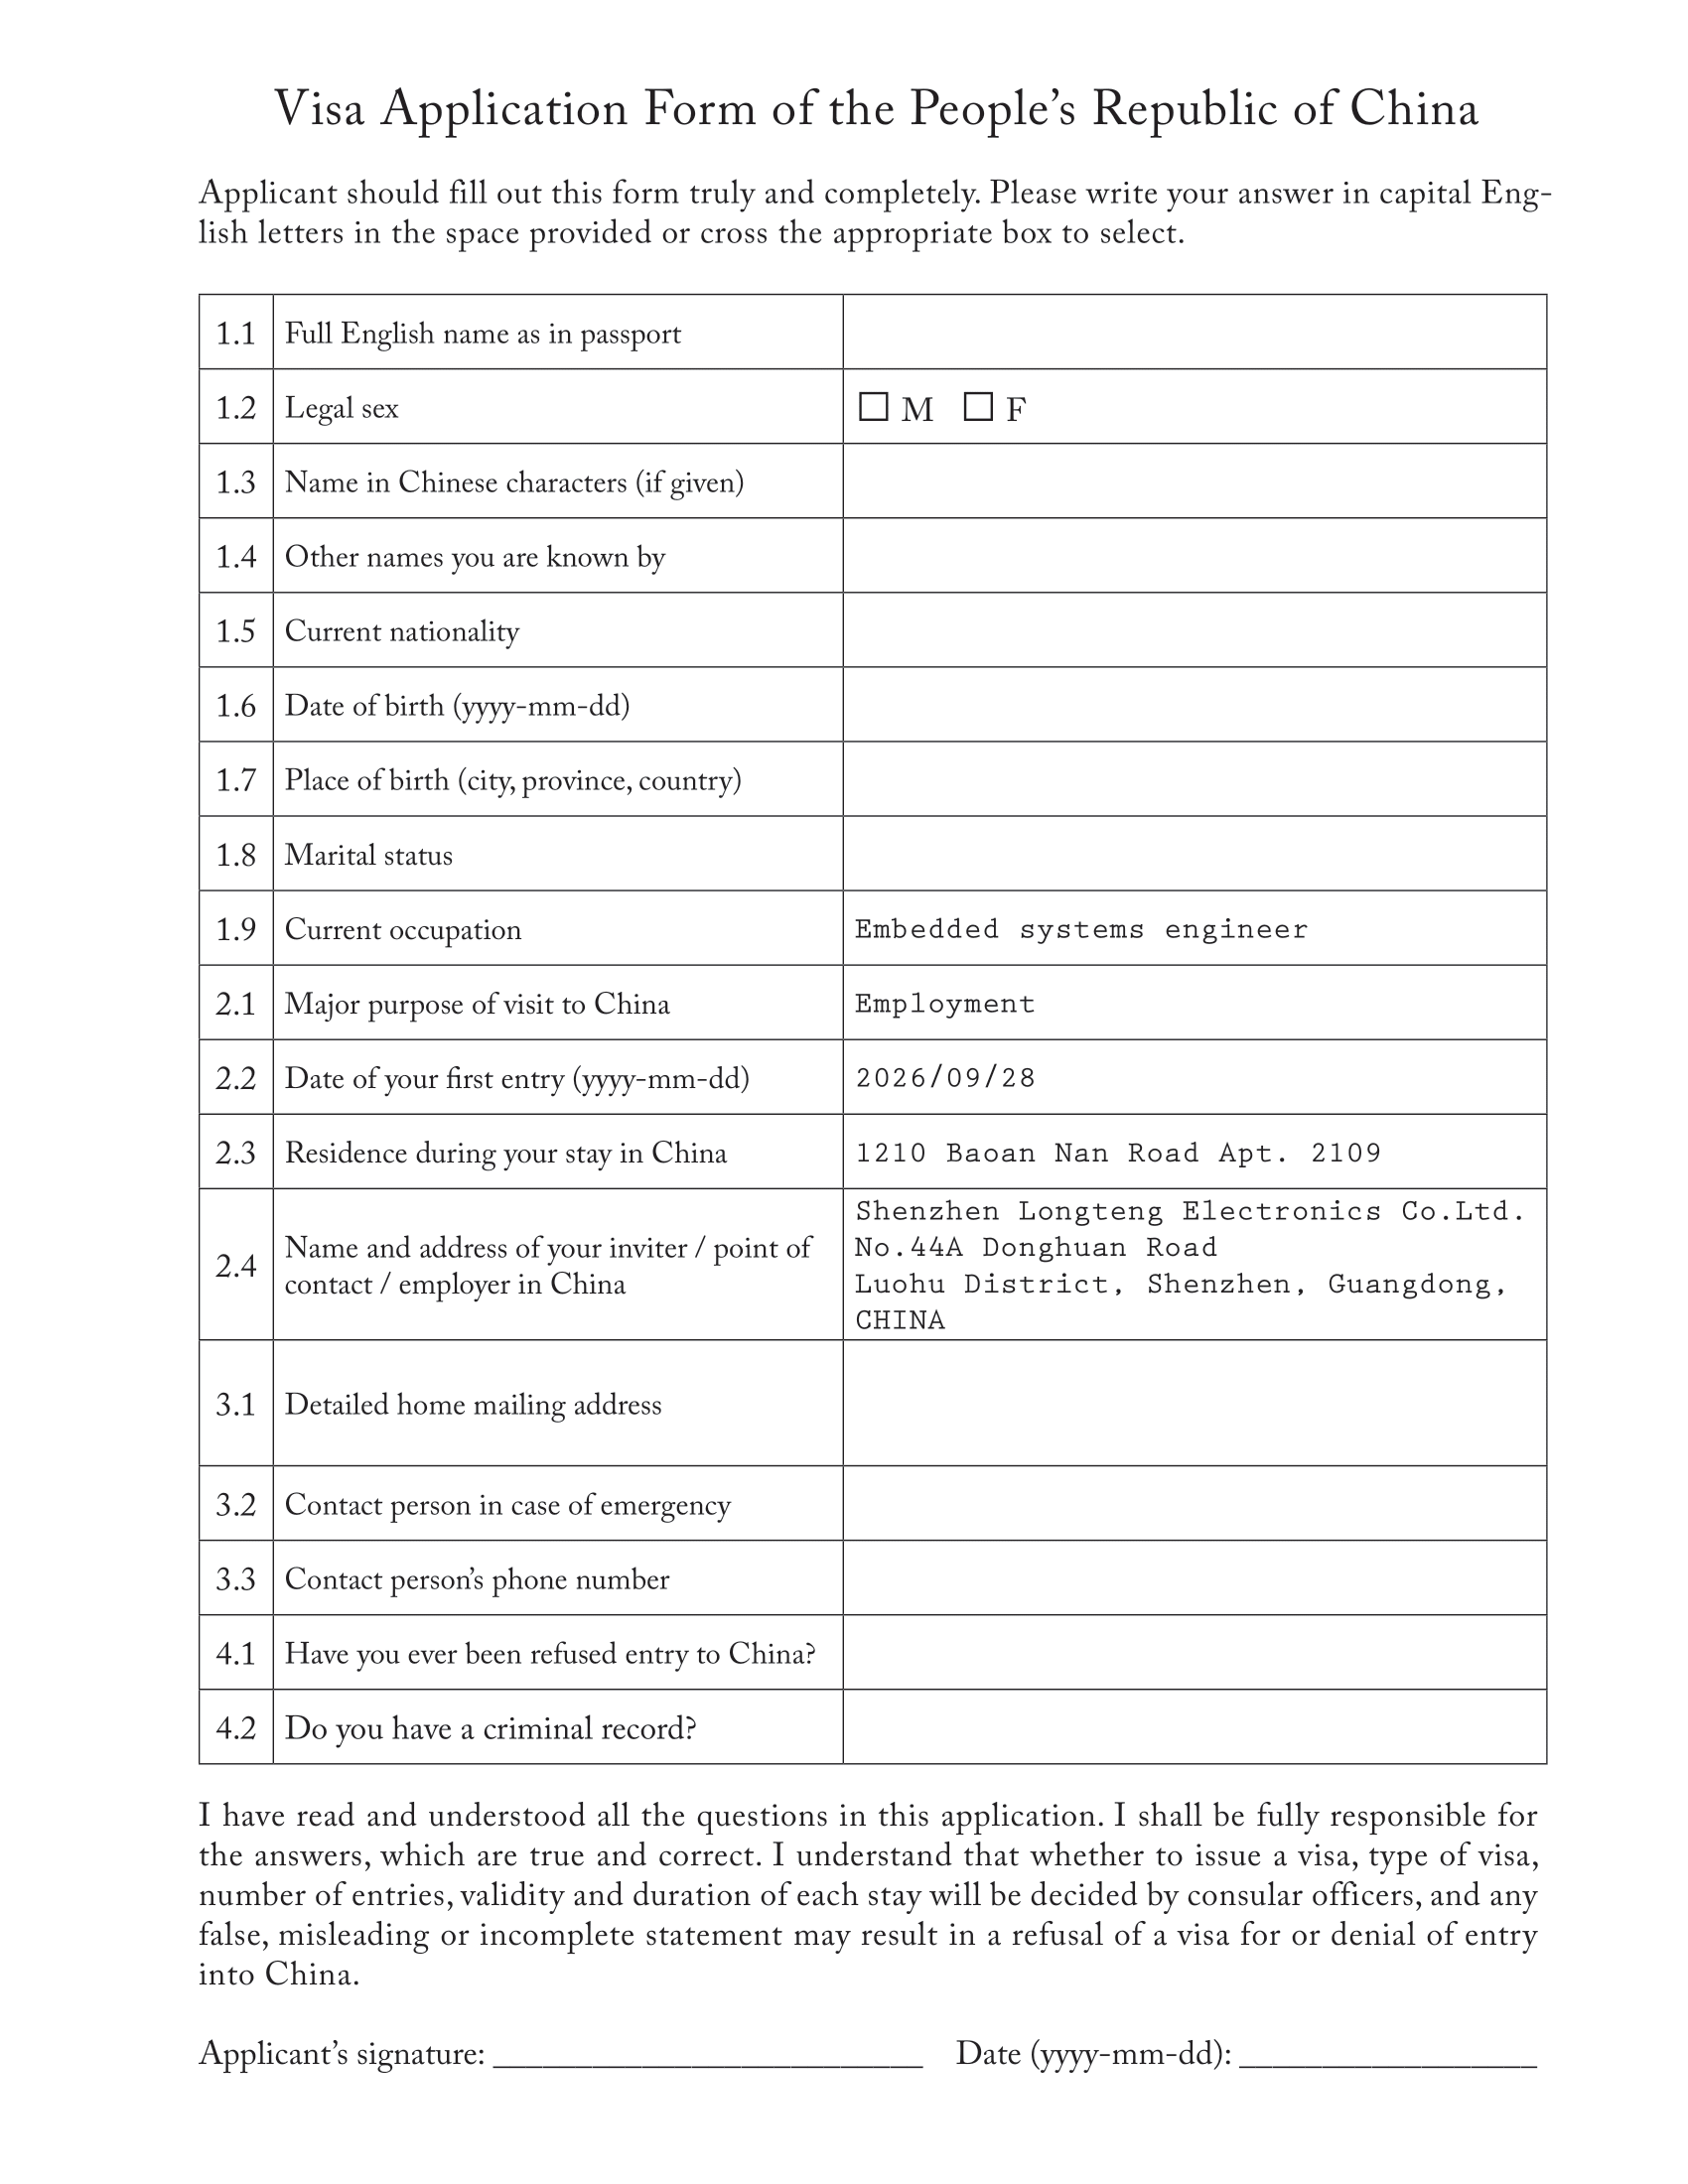 Visa Application Form of the People’s Republic of China
Applicant should fill out this form truly and completely. Please write your answer in capital Eng-
lish letters in the space provided or cross the appropriate box to select.
1.1 Full English name as in passport
1.2 Legal sex ☐ M ☐ F
1.3 Name in Chinese characters (if given)
1.4 Other names you are known by
1.5 Current nationality
1.6 Date of birth (yyyy-mm-dd)
1.7 Place of birth (city, province, country)
1.8 Marital status
1.9 Current occupation Embedded systems engineer
2.1 Major purpose of visit to China Employment
2.2 Date of your first entry (yyyy-mm-dd) 2026/09/28
2.3 Residence during your stay in China 1210 Baoan Nan Road Apt. 2109
2.4 Name and address of your inviter / point of
contact / employer in China
Shenzhen Longteng Electronics Co.Ltd.
No.44A Donghuan Road
Luohu District, Shenzhen, Guangdong,
CHINA
3.1 Detailed home mailing address
3.2 Contact person in case of emergency
3.3 Contact person’s phone number
4.1 Have you ever been refused entry to China?
4.2 Do you have a criminal record?
I have read and understood all the questions in this application. I shall be fully responsible for
the answers, which are true and correct. I understand that whether to issue a visa, type of visa,
number of entries, validity and duration of each stay will be decided by consular officers, and any
false, misleading or incomplete statement may result in a refusal of a visa for or denial of entry
into China.
Applicant’s signature: __________________________ Date (yyyy-mm-dd): __________________